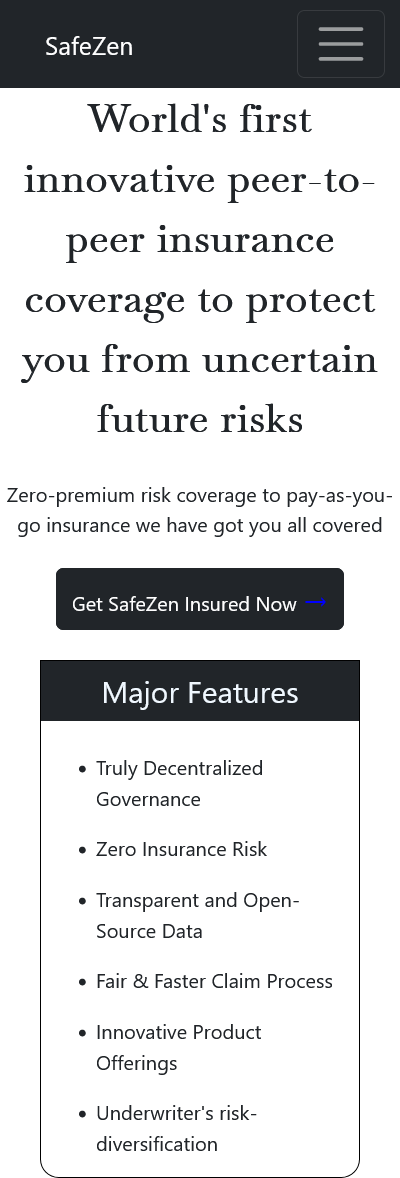 SafeZen
World's first
innovative peer-to-
peer insurance
coverage to protect
you from uncertain
future risks
Zero-premium risk coverage to pay-as-you-
go insurance we have got you all covered
Get SafeZen Insured Now →
Major Features
• Truly Decentralized
Governance
• Zero Insurance Risk
• Transparent and Open-
Source Data
• Fair & Faster Claim Process
• Innovative Product
Offerings
• Underwriter's risk-
diversification